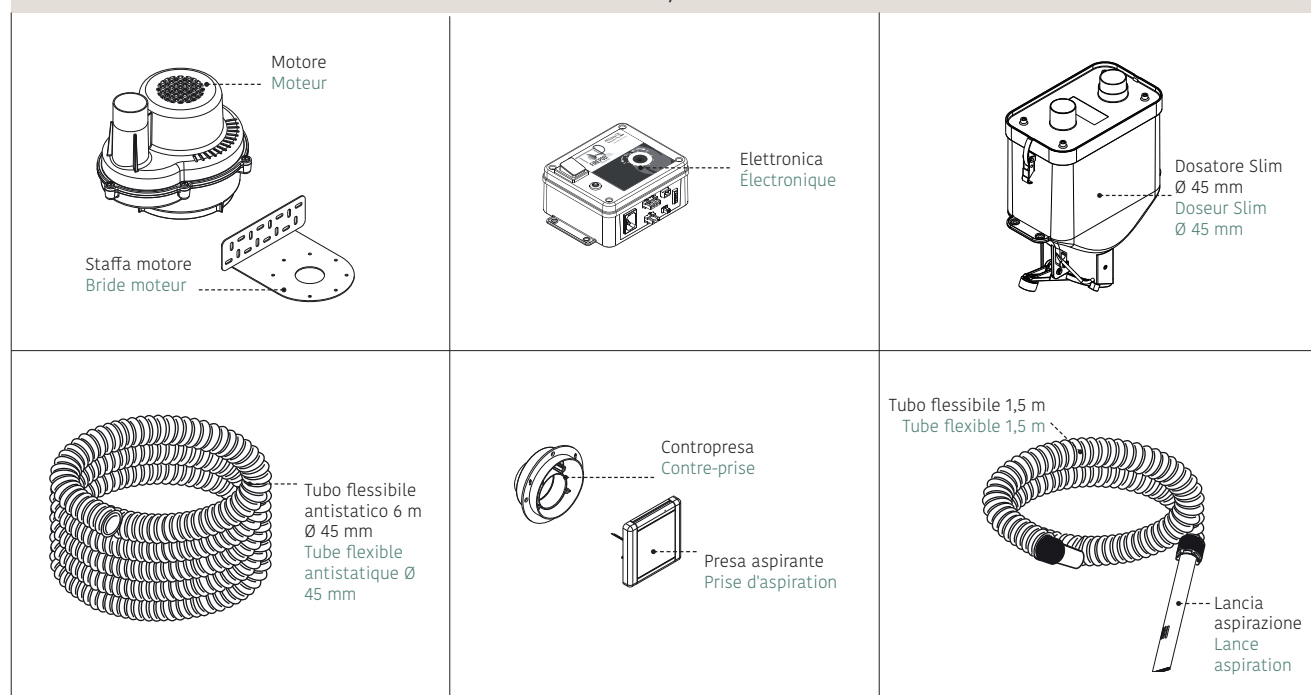 Motore
Moteur
Staffa motore
Bride moteur
Elettronica
Électronique
Dosatore Slim
Ø 45 mm
Doseur Slim
Ø 45 mm
Tubo flessibile
antistatico 6 m
Ø 45 mm
Tube flexible
antistatique Ø
45 mm
Contropresa
Contre-prise
Presa aspirante
Prise d'aspiration
Tubo flessibile 1,5 m
Tube flexible 1,5 m
Lancia
aspirazione
Lance
aspiration